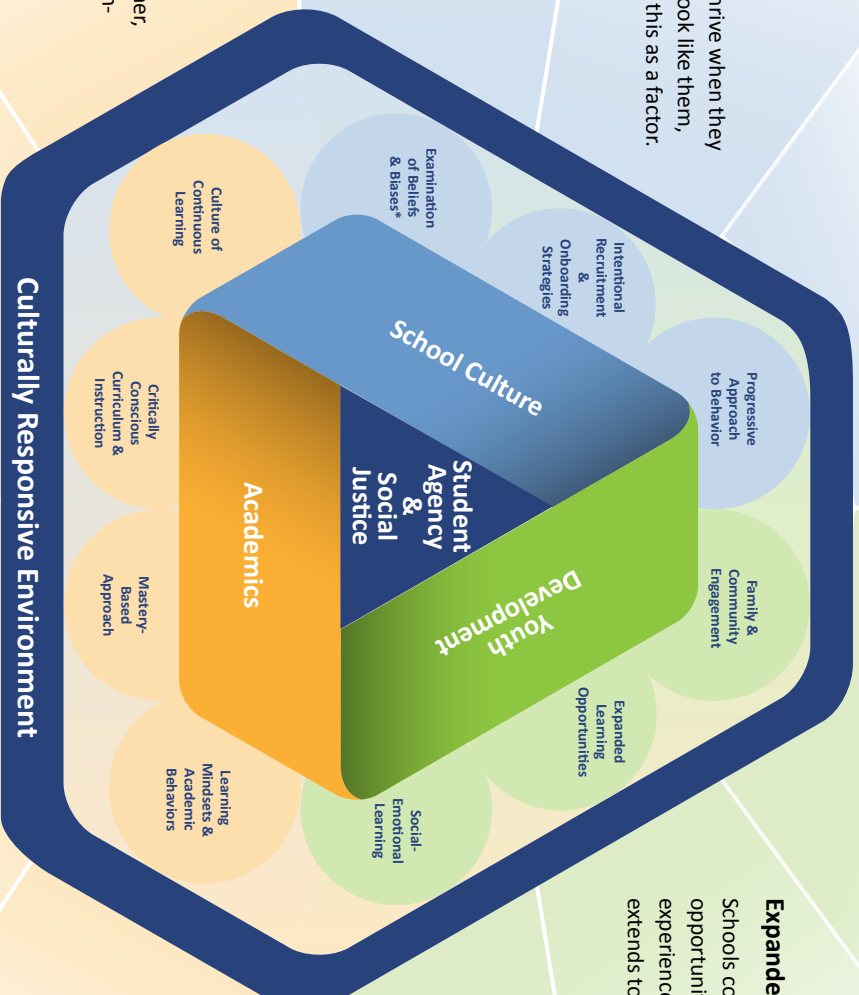 hrive when they
ook like them,
this as a factor.
Expande
Schools co
opportuni
experience
extends to
Progressive
Approach
to Behavior
Family &
Community
Engagement
Intentional
Recruitment
&
Onboarding
Strategies
Expanded
Learning
Opportunities
Examination
of Beliefs
& Biases*
Social-
Emotional
Learning
School Culture
Youth
Development
Student
Agency
&
Social
Justice
Academics
Culture of
Continuous
Learning
Critically
Conscious
Curriculum &
Instruction
Mastery-
Based
Approach
Learning
Mindsets &
Academic
Behaviors
Culturally Responsive Environment